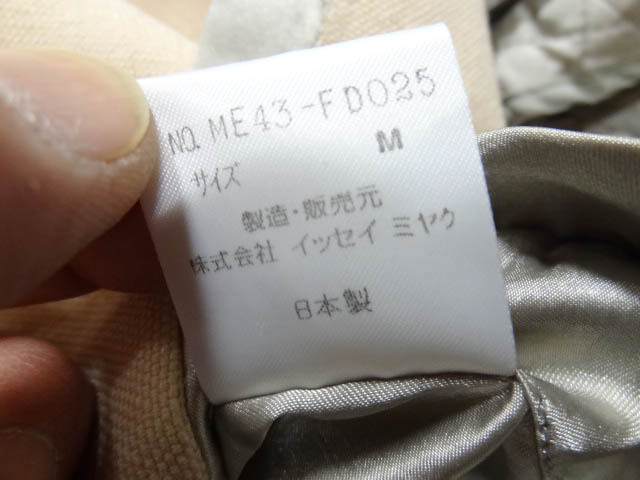 NO. ME43-FD025
サイズ M
製造・販売元
株式会社 イッセイ ミヤケ
日本製